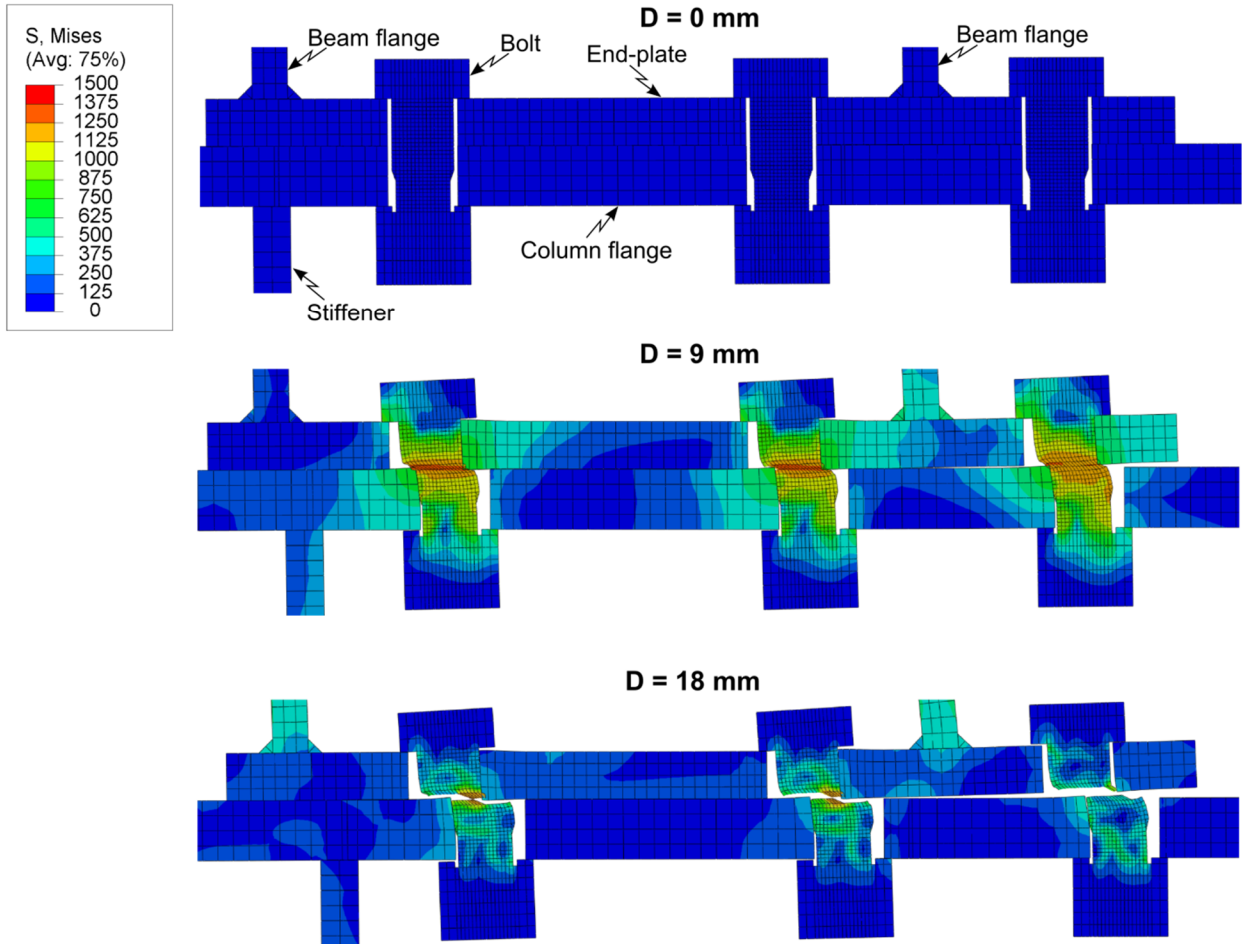 D = 0 mm
S, Mises
(Avg: 75%)
1500
1375
1250
1125
1000
875
750
625
500
375
250
125
0
Beam flange
Bolt
End-plate
Beam flange
Column flange
Stiffener
D = 9 mm
D = 18 mm